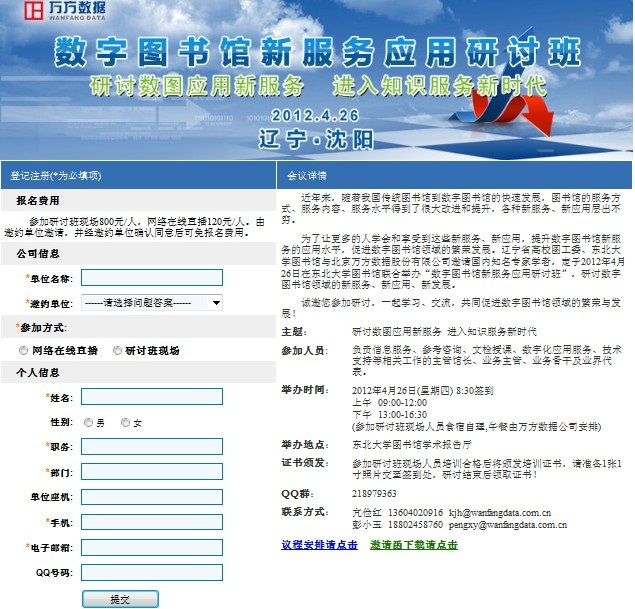 万方数据
WANFANG DATA
数字图书馆新服务应用研讨班
研讨数图应用新服务 进入知识服务新时代
2012.4.26
辽宁·沈阳
登记注册(*为必填项)
报名费用
参加研讨班现场800元/人，网络在线直播120元/人。由
邀约单位邀请，并经邀约单位确认同意后可免报名费用。
公司信息
*单位名称:
*邀约单位: ------请选择问题答案------
*参加方式:
网络在线直播 研讨班现场
个人信息
*姓名:
性别: 男 女
*职务:
*部门:
单位座机:
*手机:
*电子邮箱:
QQ号码:
提交
会议详情
近年来，随着我国传统图书馆到数字图书馆的快速发展，图书馆的服务方
式、服务内容、服务水平得到了很大改进和提升，各种新服务、新应用层出不
穷。
为了让更多的人学会和享受到这些新服务、新应用，提升数字图书馆新服
务的应用水平，促进数字图书馆领域的繁荣发展。辽宁省高校图工委、东北大
学图书馆与北京万方数据股份有限公司邀请国内知名专家学者，定于2012年4月
26日在东北大学图书馆联合举办“数字图书馆新服务应用研讨班”，研讨数字
图书馆领域的新服务、新应用、新发展。
诚邀您参加研讨，一起学习、交流，共同促进数字图书馆领域的繁荣与发
展！
主题： 研讨数图应用新服务 进入知识服务新时代
参加人员: 负责信息服务、参考咨询、文检授课、数字化应用服务、技术
支持等相关工作的主管馆长、业务主管、业务骨干及业界代
表。
举办时间: 2012年4月26日(星期四) 8:30签到
上午 09:00-12:00
下午 13:00-16:30
(参加研讨班现场人员食宿自理,午餐由万方数据公司安排)
举办地点: 东北大学图书馆学术报告厅
证书颁发: 参加研讨班现场人员培训合格后将颁发培训证书，请准备1张1
寸照片交至签到处，研讨结束后领取证书！
QQ群: 218979363
联系方式: 亢俭红 13604020916 kjh@wanfangdata.com.cn
彭小玉 18802458760 pengxy@wanfangdata.com.cn
议程安排请点击 邀请函下载请点击